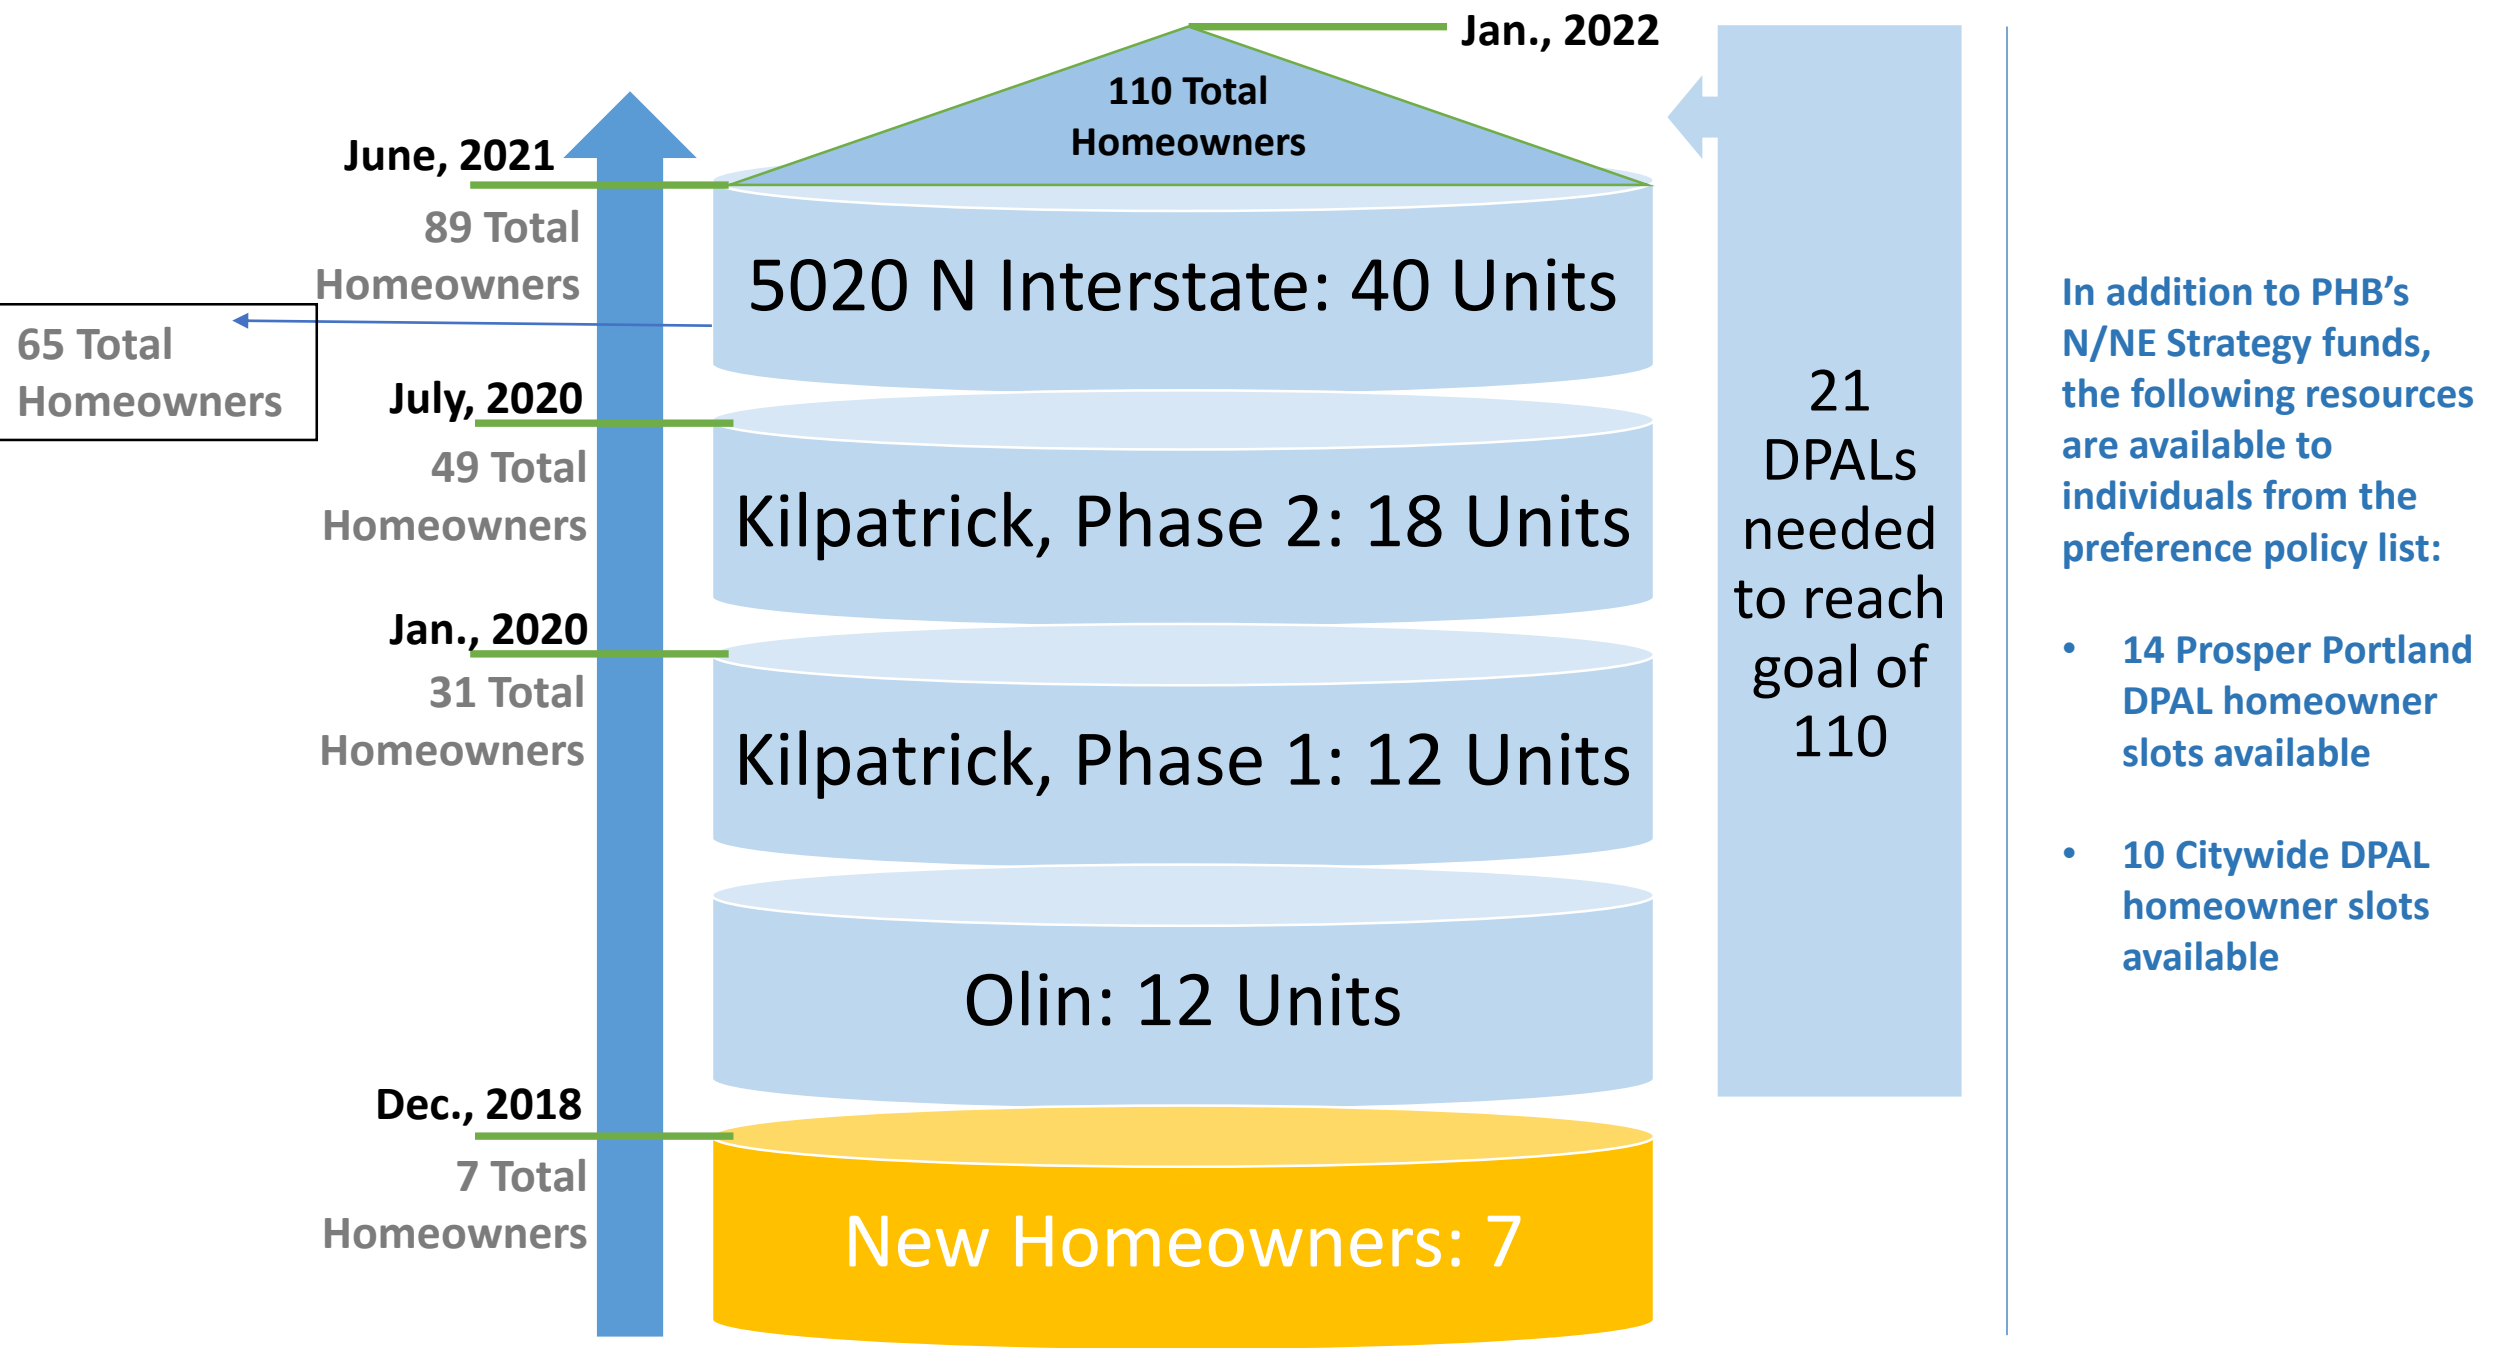 Jan., 2022
110 Total
Homeowners
June, 2021
89 Total
Homeowners
5020 N Interstate: 40 Units
65 Total
Homeowners
July, 2020
49 Total
Homeowners
Kilpatrick, Phase 2: 18 Units
Jan., 2020
31 Total
Homeowners
Kilpatrick, Phase 1: 12 Units
Olin: 12 Units
Dec., 2018
7 Total
Homeowners
New Homeowners: 7
21
DPALs
needed
to reach
goal of
110
In addition to PHB’s
N/NE Strategy funds,
the following resources
are available to
individuals from the
preference policy list:
• 14 Prosper Portland
DPAL homeowner
slots available
• 10 Citywide DPAL
homeowner slots
available